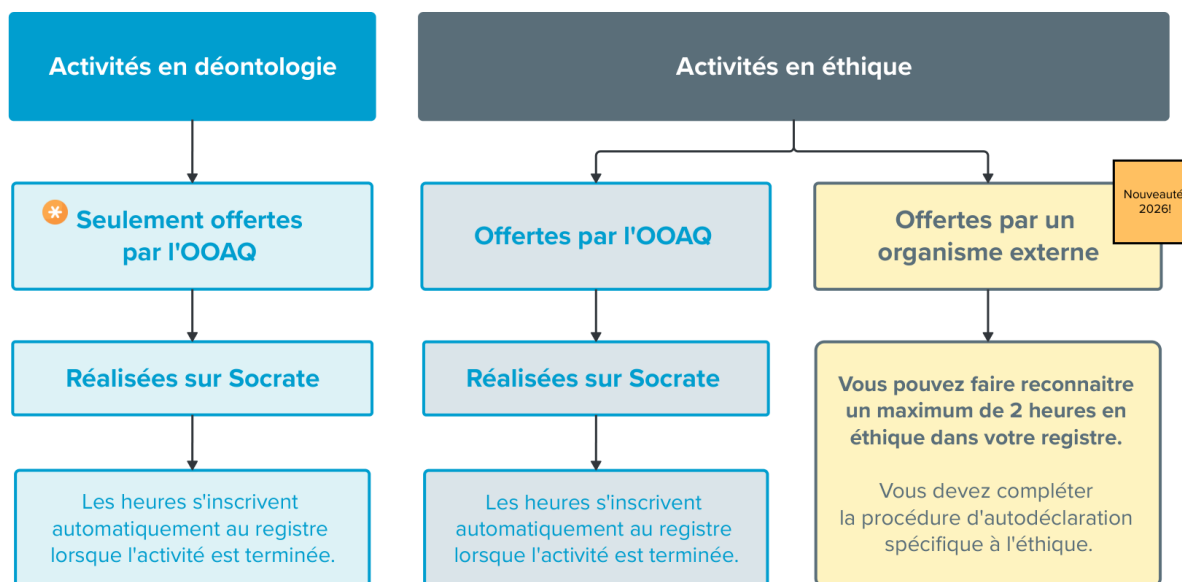 Activités en déontologie
Activités en éthique
Seulement offertes
par l'OOAQ
Offertes par l'OOAQ
Offertes par un
organisme externe
Nouveauté
2026!
Réalisées sur Socrate
Réalisées sur Socrate
Vous pouvez faire reconnaitre
un maximum de 2 heures en
éthique dans votre registre.
Vous devez compléter
la procédure d'autodéclaration
spécifique à l'éthique.
Les heures s'inscrivent
automatiquement au registre
lorsque l'activité est terminée.
Les heures s'inscrivent
automatiquement au registre
lorsque l'activité est terminée.